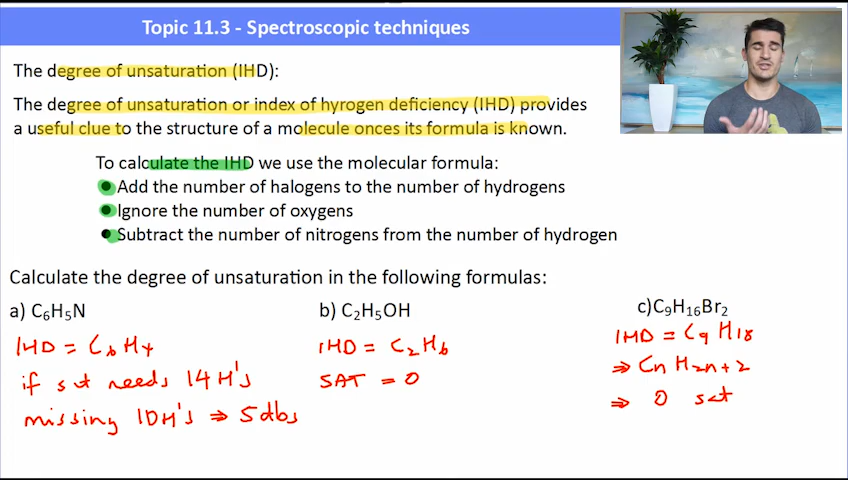 Topic 11.3 - Spectroscopic techniques
The degree of unsaturation (IHD):
The degree of unsaturation or index of hyrogen deficiency (IHD) provides
a useful clue to the structure of a molecule onces its formula is known.
To calculate the IHD we use the molecular formula:
Add the number of halogens to the number of hydrogens
Ignore the number of oxygens
Subtract the number of nitrogens from the number of hydrogen
Calculate the degree of unsaturation in the following formulas:
a) C₆H₅N
IHD = C₆H₄
if sat needs 14 H's
missing 10H's ⇒ 5 dbs
b) C₂H₅OH
IHD = C₂H₆
SAT = 0
c)C₉H₁₆Br₂
IHD = C₉H₁₈
⇒ CnH₂n+₂
⇒ 0 sat